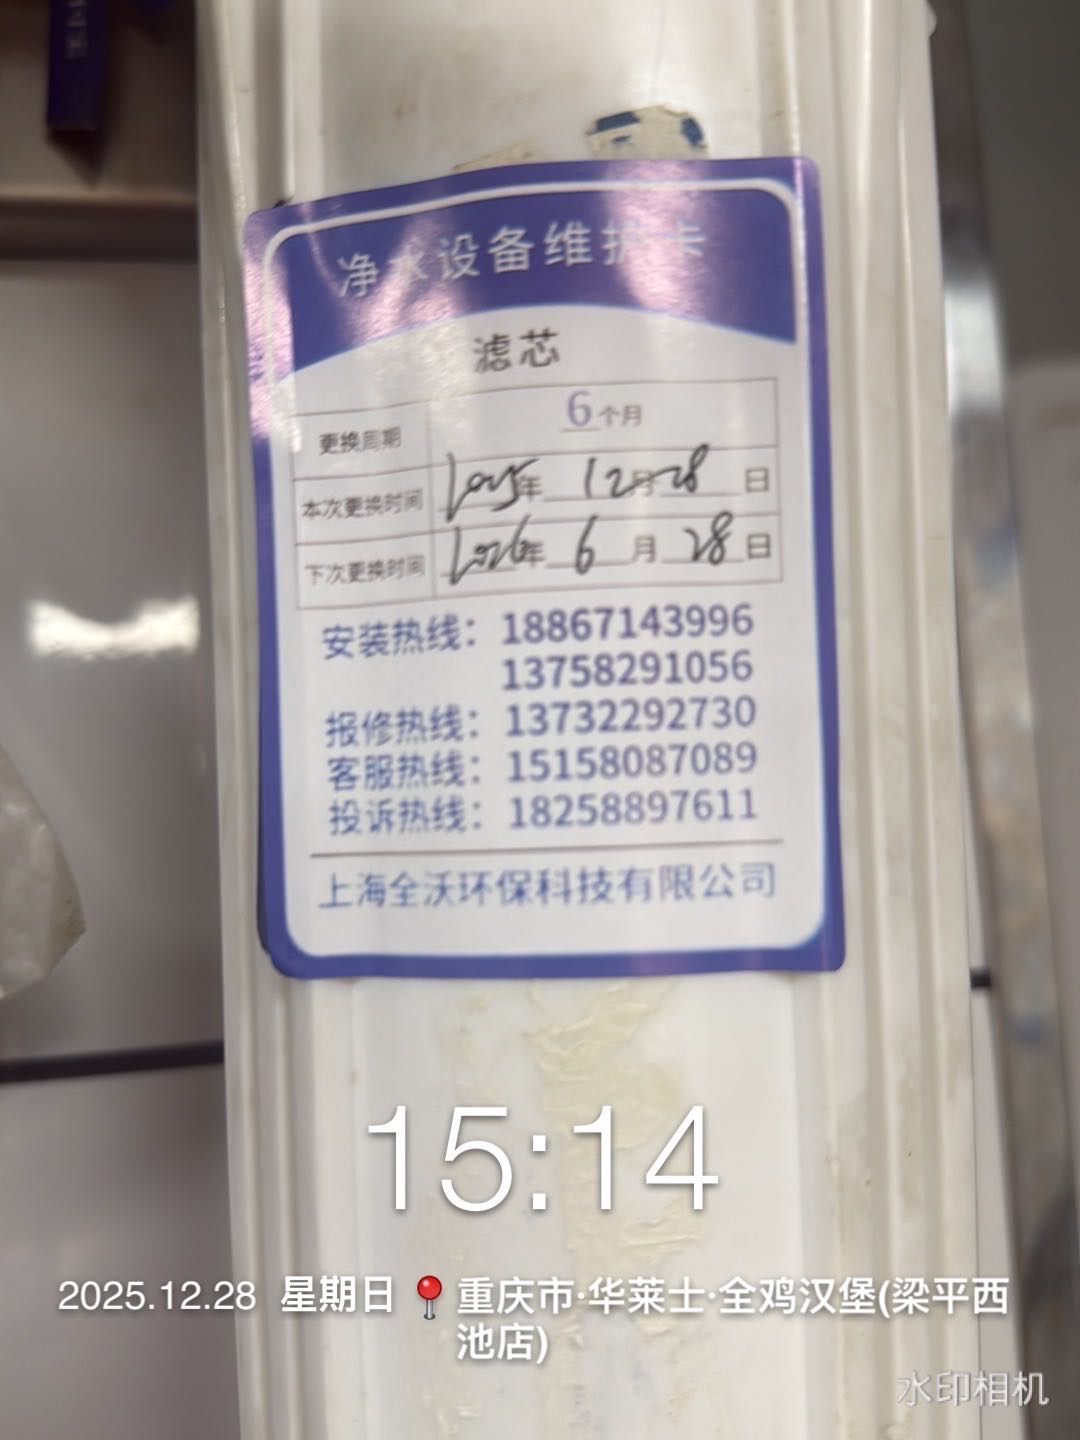 净水设备维护卡
滤芯
更换周期 6个月
本次更换时间 2025年12月28日
下次更换时间 2026年6月28日
安装热线：18867143996
13758291056
报修热线：13732292730
客服热线：15158087089
投诉热线：18258897611
上海全沃环保科技有限公司
15:14
2025.12.28 星期日 重庆市·华莱士·全鸡汉堡(梁平西
池店)
水印相机